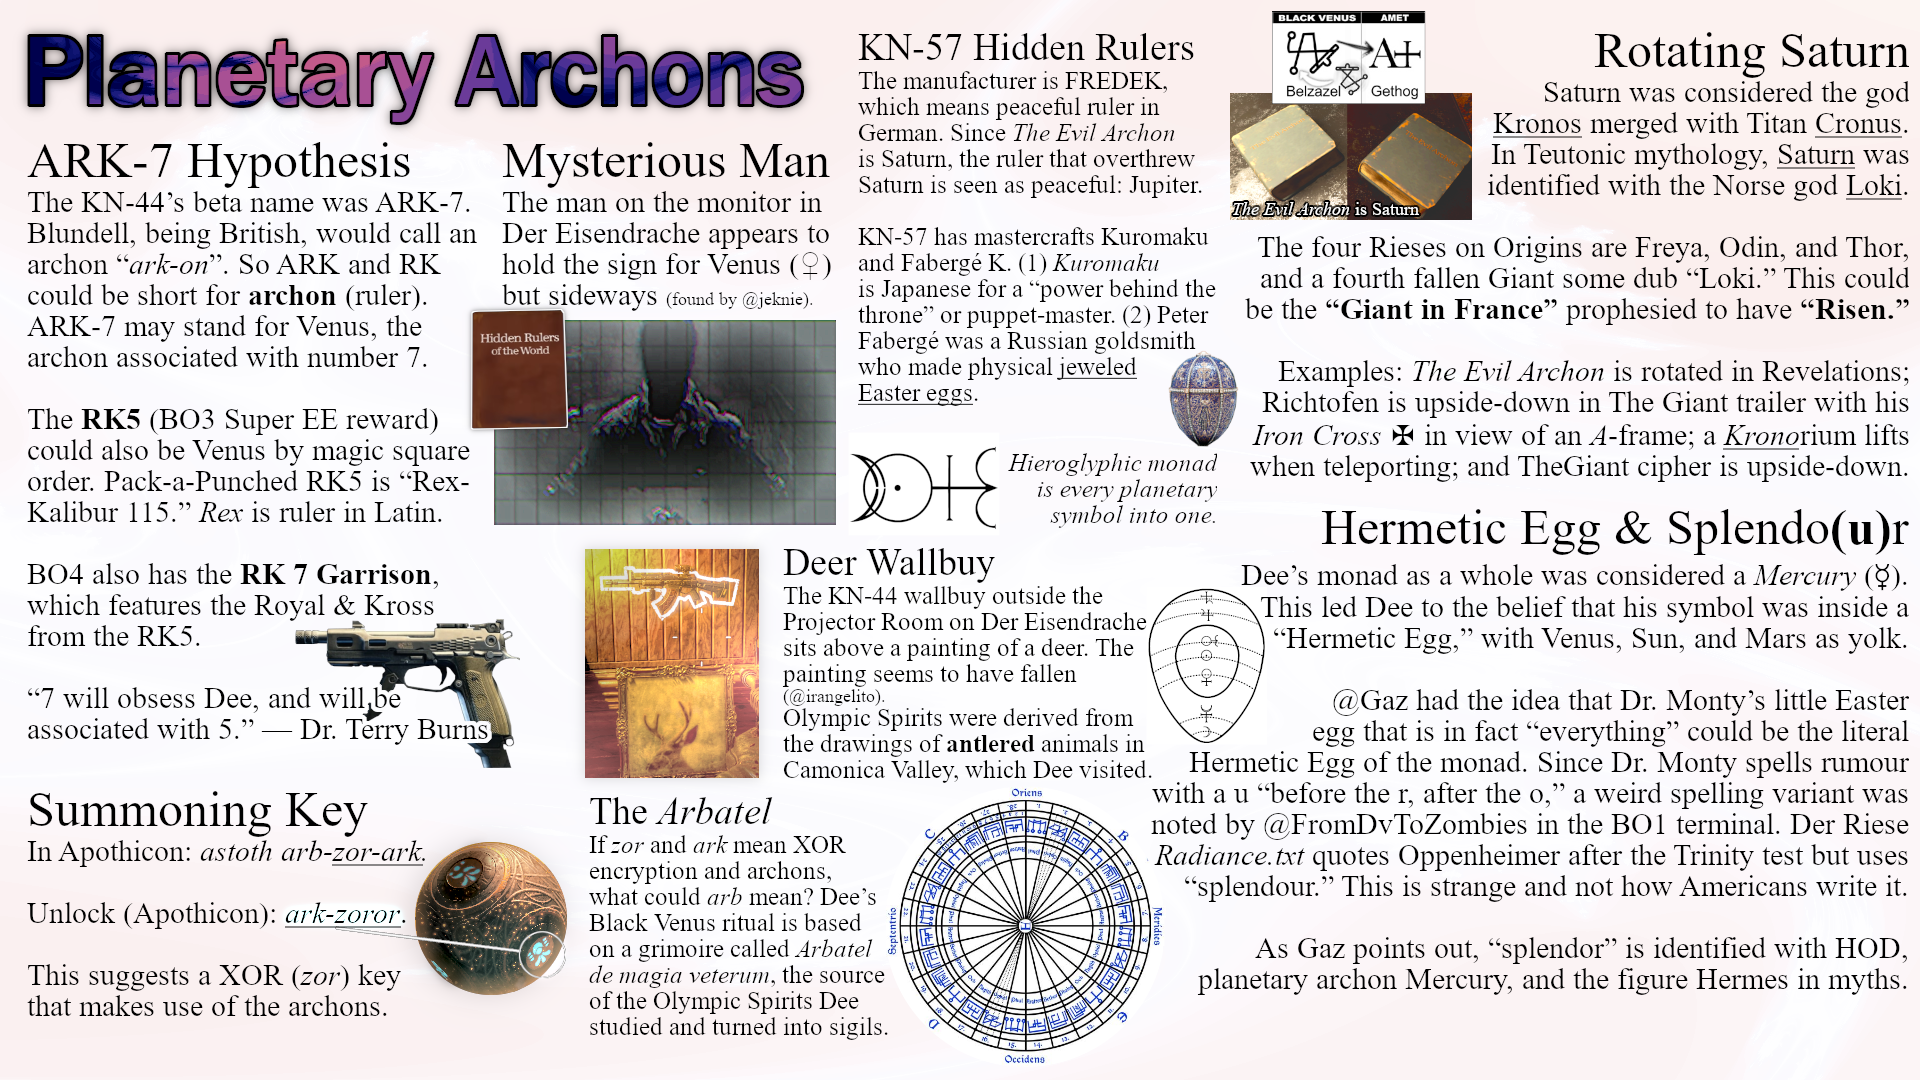 Planetary Archons
ARK-7 Hypothesis
The KN-44’s beta name was ARK-7.
Blundell, being British, would call an
archon “ark-on”. So ARK and RK
could be short for archon (ruler).
ARK-7 may stand for Venus, the
archon associated with number 7.
The RK5 (BO3 Super EE reward)
could also be Venus by magic square
order. Pack-a-Punched RK5 is “Rex-
Kalibur 115.” Rex is ruler in Latin.
BO4 also has the RK 7 Garrison,
which features the Royal & Kross
from the RK5.
“7 will obsess Dee, and will be
associated with 5.” — Dr. Terry Burns
Summoning Key
In Apothicon: astoth arb-zor-ark.
Unlock (Apothicon): ark-zoror.
This suggests a XOR (zor) key
that makes use of the archons.
Mysterious Man
The man on the monitor in
Der Eisendrache appears to
hold the sign for Venus (♀)
but sideways (found by @jeknie).
Hidden Rulers
of the World
KN-57 Hidden Rulers
The manufacturer is FREDEK,
which means peaceful ruler in
German. Since The Evil Archon
is Saturn, the ruler that overthrew
Saturn is seen as peaceful: Jupiter.
KN-57 has mastercrafts Kuromaku
and Fabergé K. (1) Kuromaku
is Japanese for a “power behind the
throne” or puppet-master. (2) Peter
Fabergé was a Russian goldsmith
who made physical jeweled
Easter eggs.
Hieroglyphic monad
is every planetary
symbol into one.
Deer Wallbuy
The KN-44 wallbuy outside the
Projector Room on Der Eisendrache
sits above a painting of a deer. The
painting seems to have fallen
(@irangelito).
Olympic Spirits were derived from
the drawings of antlered animals in
Camonica Valley, which Dee visited.
The Arbatel
If zor and ark mean XOR
encryption and archons,
what could arb mean? Dee’s
Black Venus ritual is based
on a grimoire called Arbatel
de magia veterum, the source
of the Olympic Spirits Dee
studied and turned into sigils.
Oriens
Meridies
Occidens
Septentrio
BLACK VENUS
AMET
Belzazel
Gethog
The Evil Archon is Saturn
Rotating Saturn
Saturn was considered the god
Kronos merged with Titan Cronus.
In Teutonic mythology, Saturn was
identified with the Norse god Loki.
The four Rieses on Origins are Freya, Odin, and Thor,
and a fourth fallen Giant some dub “Loki.” This could
be the “Giant in France” prophesied to have “Risen.”
Examples: The Evil Archon is rotated in Revelations;
Richtofen is upside-down in The Giant trailer with his
Iron Cross ✠ in view of an A-frame; a Kronorium lifts
when teleporting; and TheGiant cipher is upside-down.
Hermetic Egg & Splendo(u)r
Dee’s monad as a whole was considered a Mercury (☿).
This led Dee to the belief that his symbol was inside a
“Hermetic Egg,” with Venus, Sun, and Mars as yolk.
@Gaz had the idea that Dr. Monty’s little Easter
egg that is in fact “everything” could be the literal
Hermetic Egg of the monad. Since Dr. Monty spells rumour
with a u “before the r, after the o,” a weird spelling variant was
noted by @FromDvToZombies in the BO1 terminal. Der Riese
Radiance.txt quotes Oppenheimer after the Trinity test but uses
“splendour.” This is strange and not how Americans write it.
As Gaz points out, “splendor” is identified with HOD,
planetary archon Mercury, and the figure Hermes in myths.